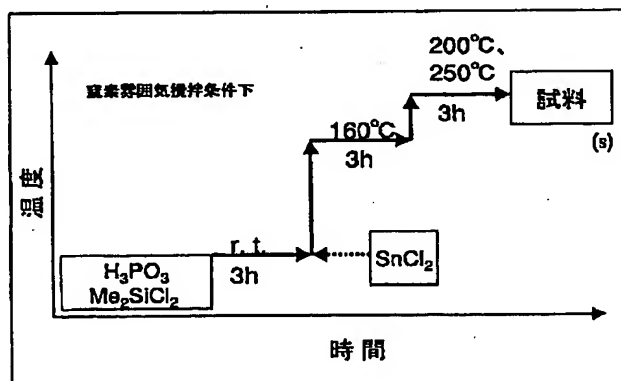 200℃、
250℃
窒素雰囲気攪拌条件下
試料
160℃
3h
3h
(s)
温度
r. t.
3h
SnCl₂
H₃PO₃
Me₂SiCl₂
時間